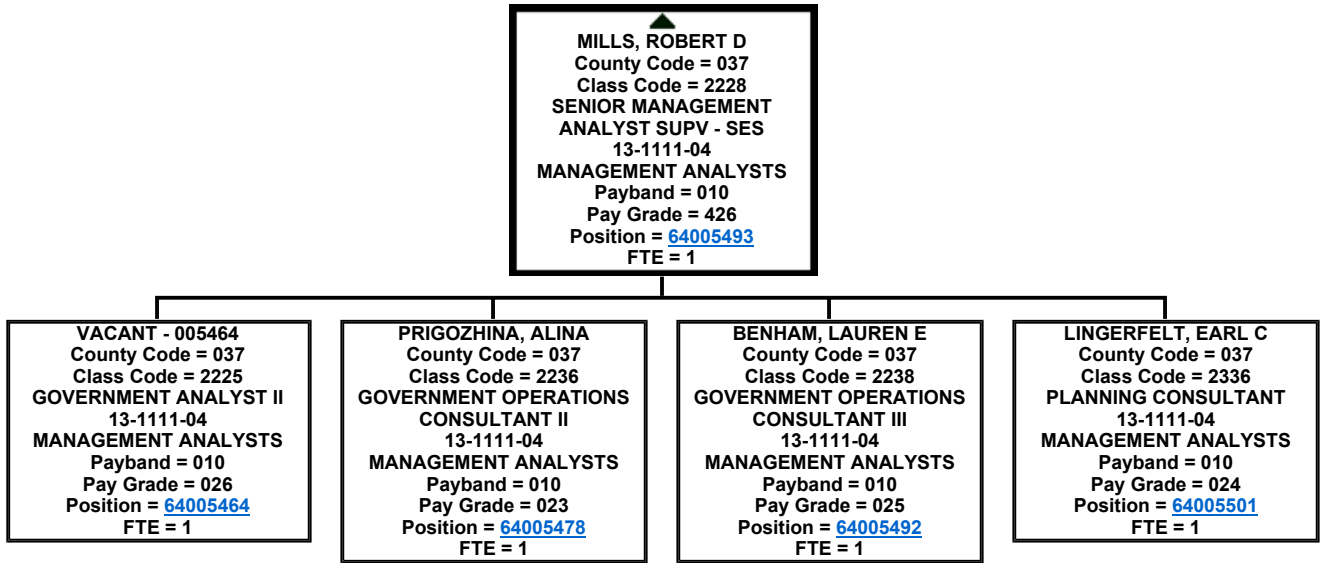 MILLS, ROBERT D
County Code = 037
Class Code = 2228
SENIOR MANAGEMENT
ANALYST SUPV - SES
13-1111-04
MANAGEMENT ANALYSTS
Payband = 010
Pay Grade = 426
Position = 64005493
FTE = 1
VACANT - 005464
County Code = 037
Class Code = 2225
GOVERNMENT ANALYST II
13-1111-04
MANAGEMENT ANALYSTS
Payband = 010
Pay Grade = 026
Position = 64005464
FTE = 1
PRIGOZHINA, ALINA
County Code = 037
Class Code = 2236
GOVERNMENT OPERATIONS
CONSULTANT II
13-1111-04
MANAGEMENT ANALYSTS
Payband = 010
Pay Grade = 023
Position = 64005478
FTE = 1
BENHAM, LAUREN E
County Code = 037
Class Code = 2238
GOVERNMENT OPERATIONS
CONSULTANT III
13-1111-04
MANAGEMENT ANALYSTS
Payband = 010
Pay Grade = 025
Position = 64005492
FTE = 1
LINGERFELT, EARL C
County Code = 037
Class Code = 2336
PLANNING CONSULTANT
13-1111-04
MANAGEMENT ANALYSTS
Payband = 010
Pay Grade = 024
Position = 64005501
FTE = 1